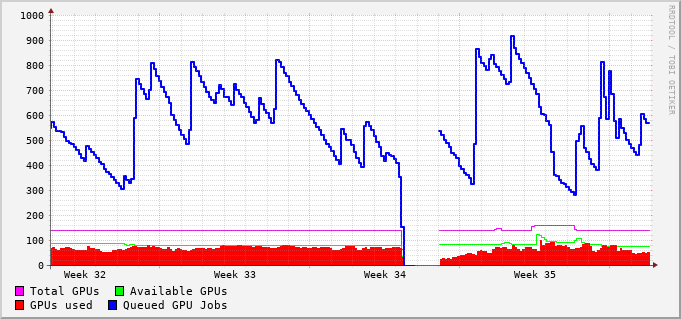 1000
900
800
700
600
500
400
300
200
100
0
Week 32 Week 33 Week 34 Week 35
Total GPUs Available GPUs
GPUs used Queued GPU Jobs
RRDTOOL / TOBI OETIKER